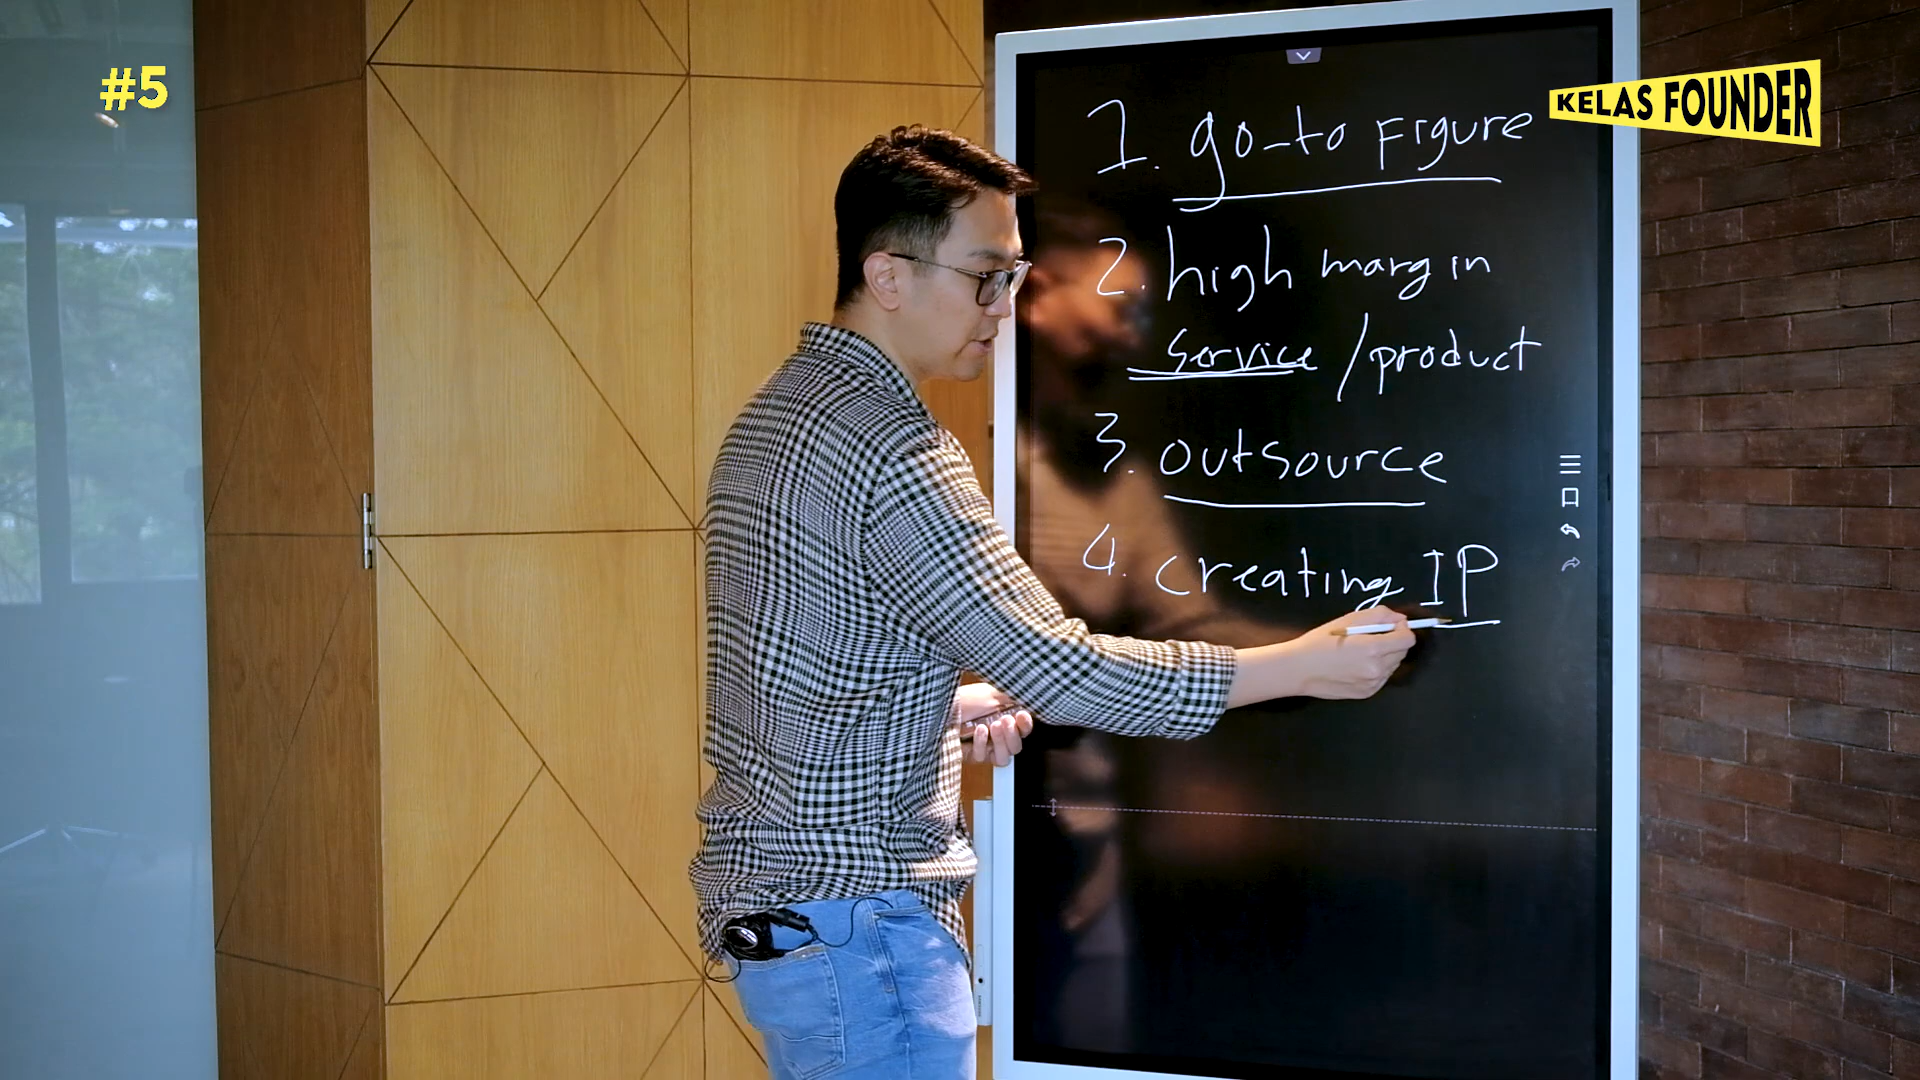 #5
KELAS FOUNDER
1. go-to Figure
2. high margin
service / product
3. outsource
4. creating IP